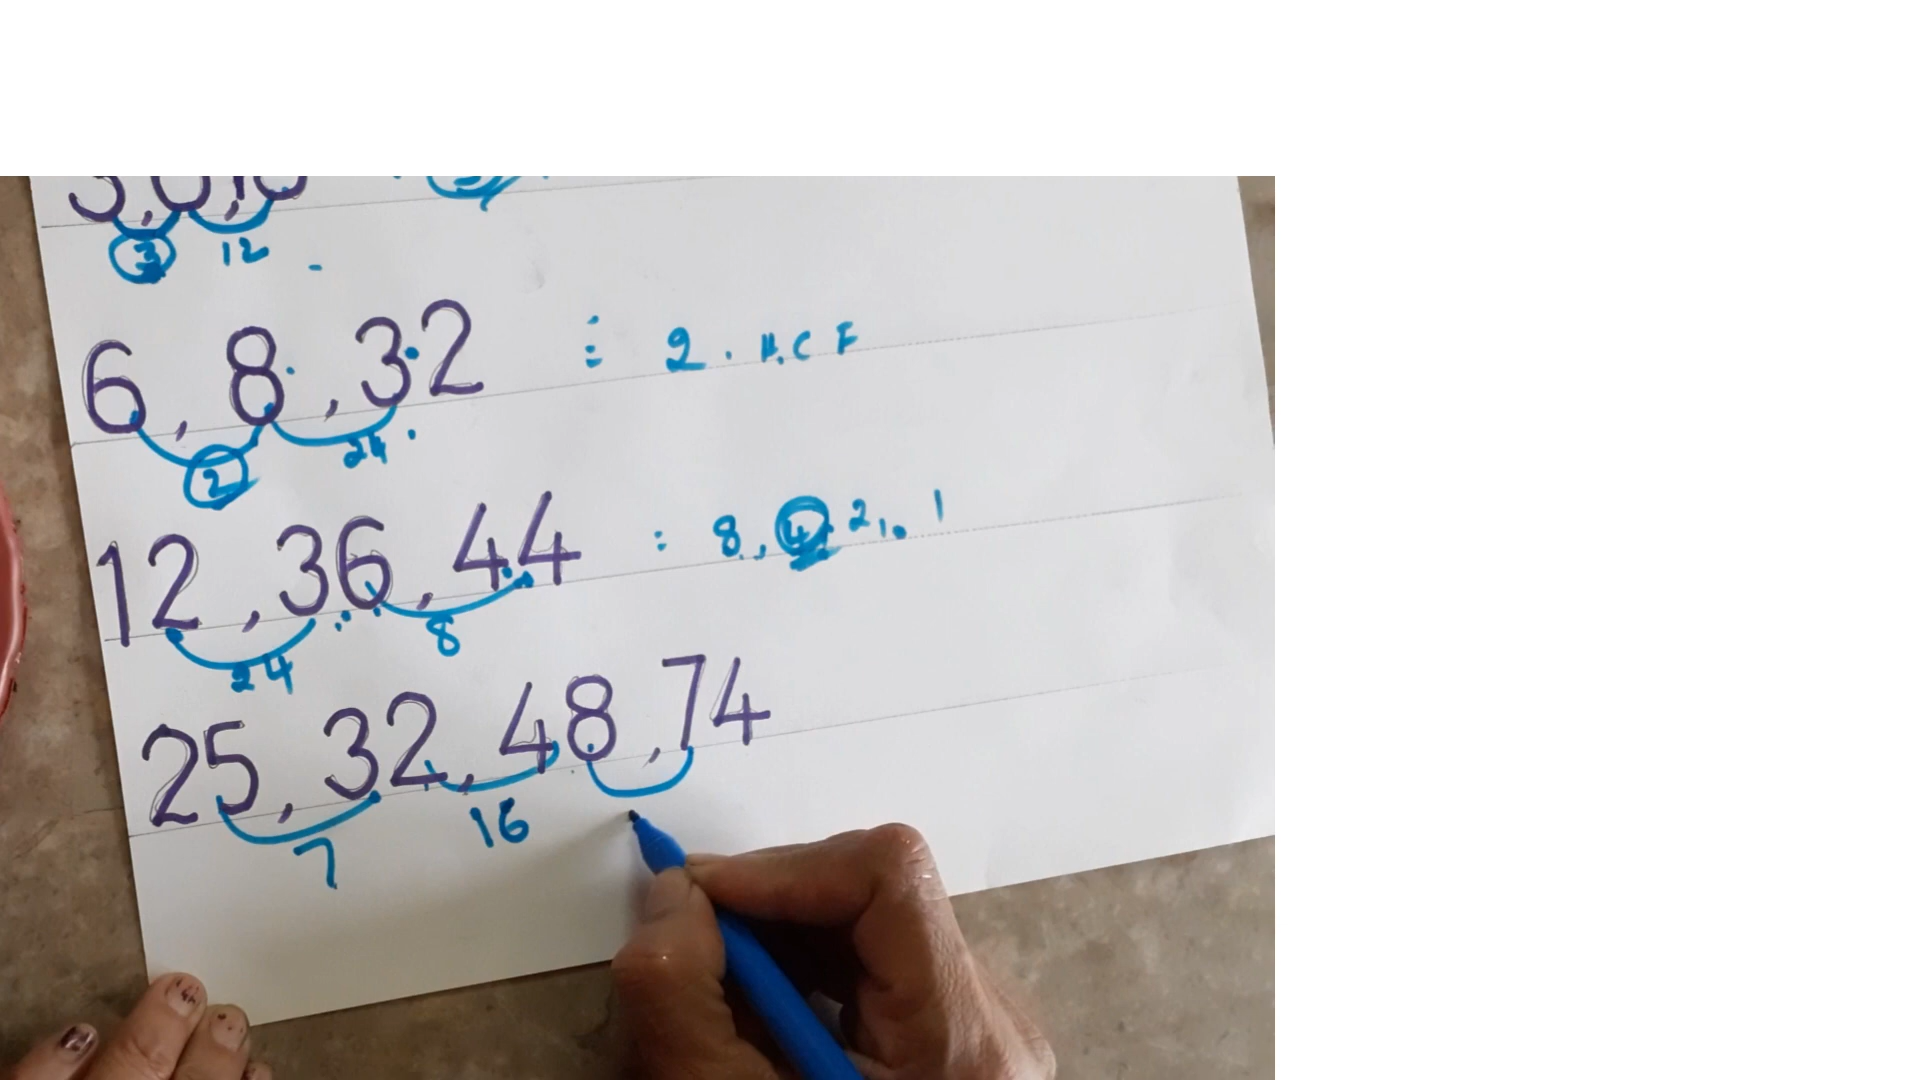 3 12
6, 8, 32 : 2. H.C F
2 24
12, 36, 44 : 8, 4, 2, 1
24 8
25, 32, 48, 74
7 16